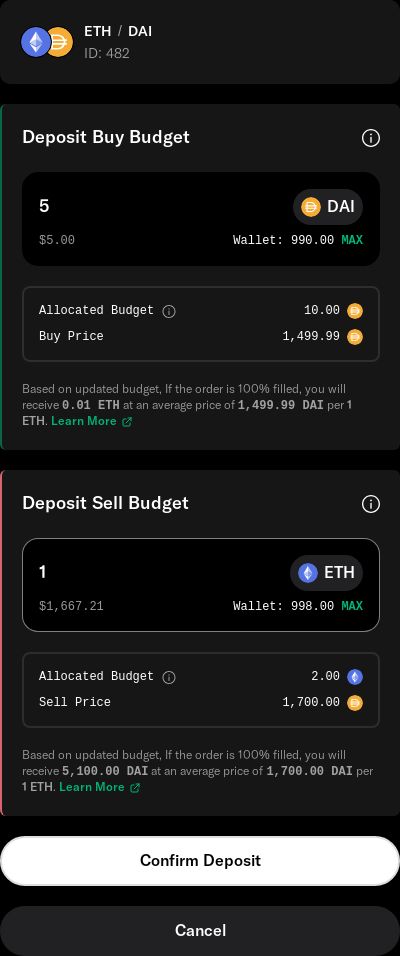 ETH / DAI
ID: 482
Deposit Buy Budget
5 DAI
$5.00 Wallet: 990.00 MAX
Allocated Budget 10.00
Buy Price 1,499.99
Based on updated budget, If the order is 100% filled, you will
receive 0.01 ETH at an average price of 1,499.99 DAI per 1
ETH. Learn More
Deposit Sell Budget
1 ETH
$1,667.21 Wallet: 998.00 MAX
Allocated Budget 2.00
Sell Price 1,700.00
Based on updated budget, If the order is 100% filled, you will
receive 5,100.00 DAI at an average price of 1,700.00 DAI per
1 ETH. Learn More
Confirm Deposit
Cancel